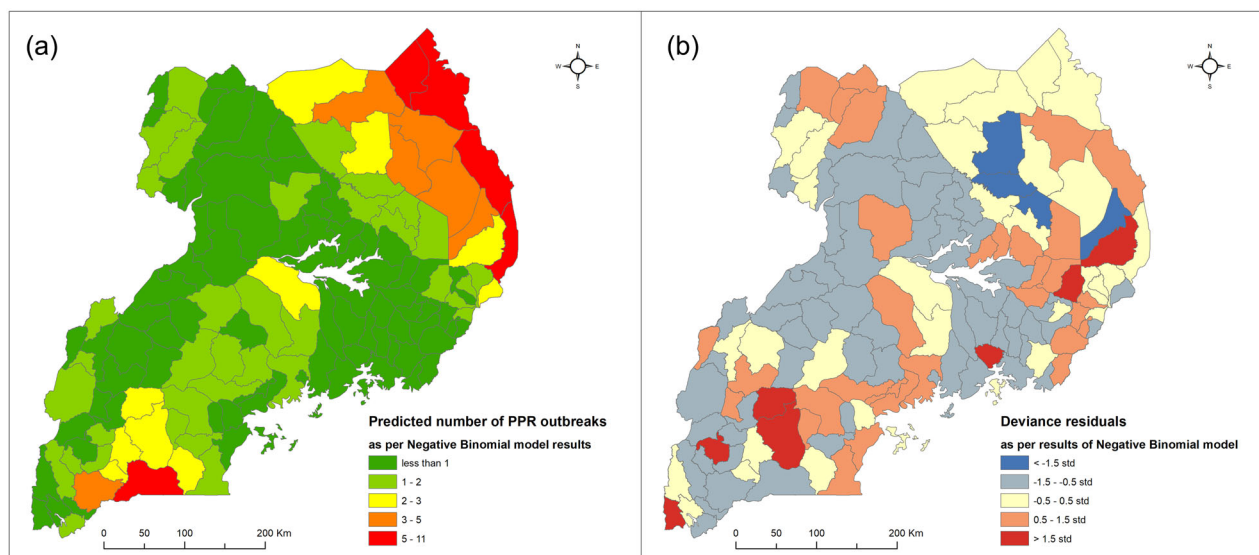 (a)
N
W E
S
Predicted number of PPR outbreaks
as per Negative Binomial model results
less than 1
1 - 2
2 - 3
3 - 5
5 - 11
0 50 100 200 Km
(b)
N
W E
S
Deviance residuals
as per results of Negative Binomial model
< -1.5 std
-1.5 - -0.5 std
-0.5 - 0.5 std
0.5 - 1.5 std
> 1.5 std
0 50 100 200 Km